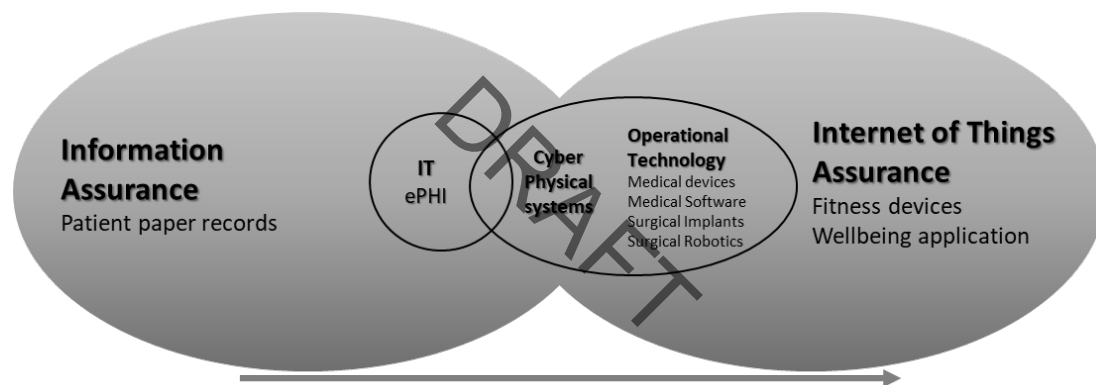 Information
Assurance
Patient paper records
IT
ePHI
Cyber
Physical
systems
Operational
Technology
Medical devices
Medical Software
Surgical Implants
Surgical Robotics
Internet of Things
Assurance
Fitness devices
Wellbeing application
DRAFT